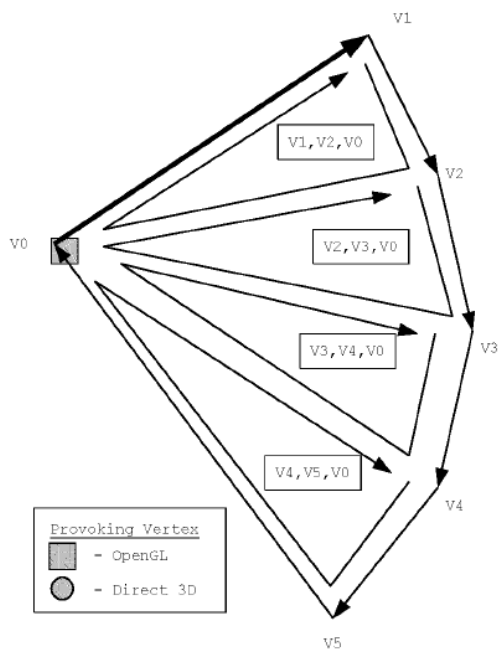 V1
V1,V2,V0
V2
V0
V2,V3,V0
V3,V4,V0
V3
V4,V5,V0
V4
Provoking Vertex
- OpenGL
- Direct 3D
V5